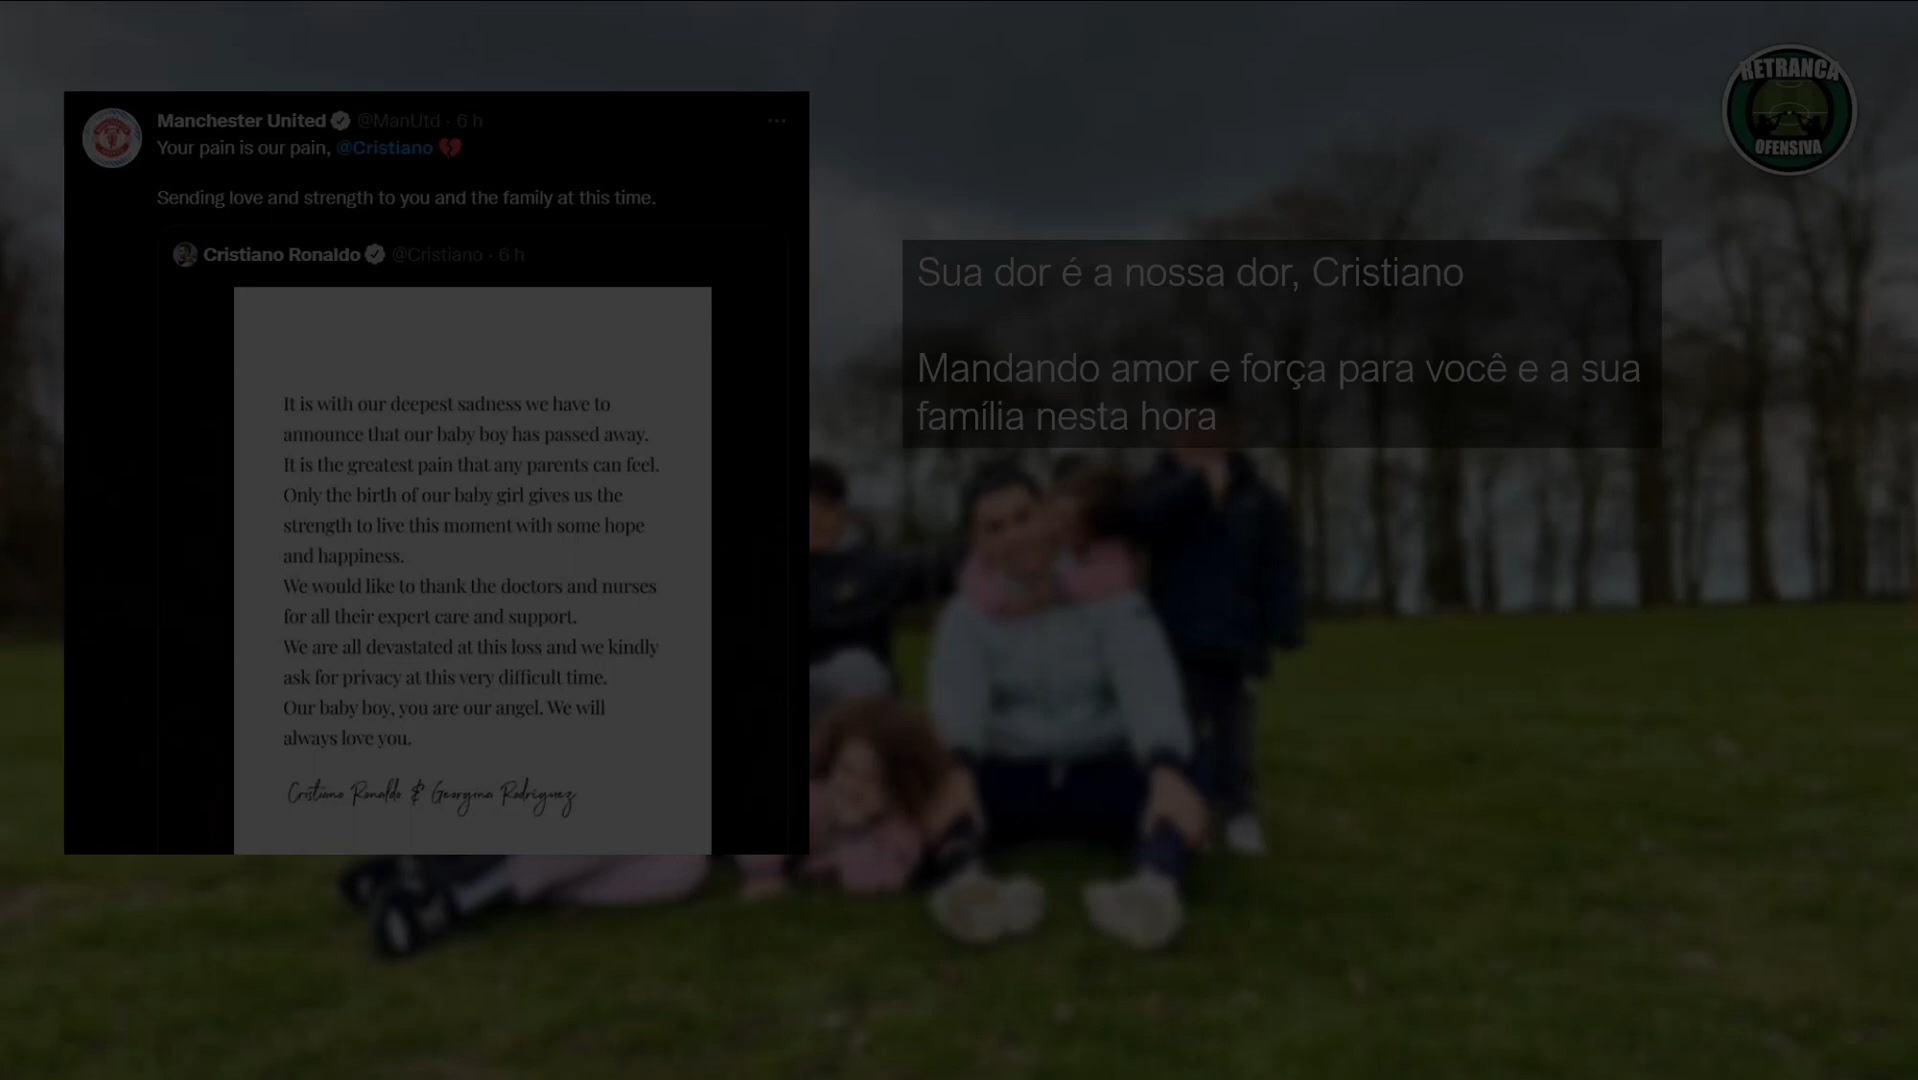 Manchester United @ManUtd · 6 h
Your pain is our pain, @Cristiano 💔
Sending love and strength to you and the family at this time.
Cristiano Ronaldo @Cristiano · 6 h
It is with our deepest sadness we have to
announce that our baby boy has passed away.
It is the greatest pain that any parents can feel.
Only the birth of our baby girl gives us the
strength to live this moment with some hope
and happiness.
We would like to thank the doctors and nurses
for all their expert care and support.
We are all devastated at this loss and we kindly
ask for privacy at this very difficult time.
Our baby boy, you are our angel. We will
always love you.
Cristiano Ronaldo & Georgina Rodriguez
Sua dor é a nossa dor, Cristiano
Mandando amor e força para você e a sua
família nesta hora
RETRANCA
OFENSIVA